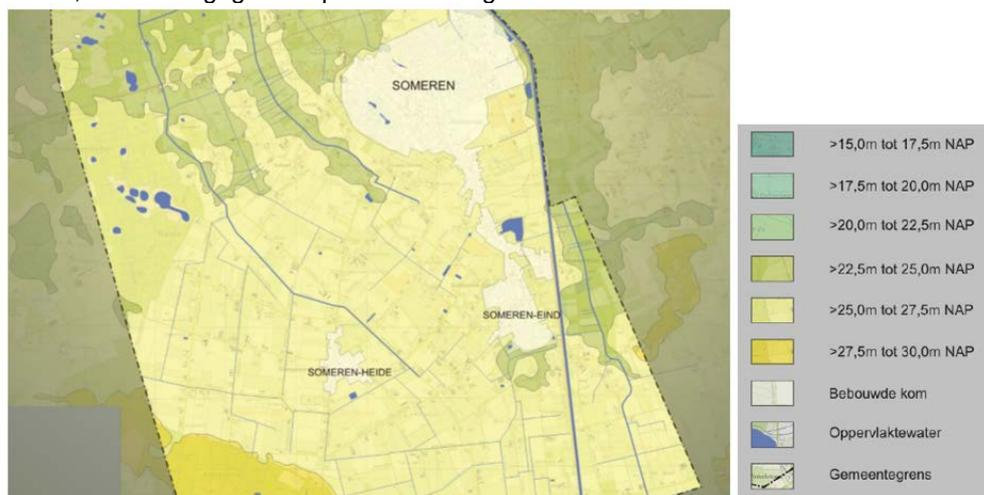 SOMEREN
SOMEREN-EIND
SOMEREN-HEIDE
>15,0m tot 17,5m NAP
>17,5m tot 20,0m NAP
>20,0m tot 22,5m NAP
>22,5m tot 25,0m NAP
>25,0m tot 27,5m NAP
>27,5m tot 30,0m NAP
Bebouwde kom
Oppervlaktewater
Gemeentegrens